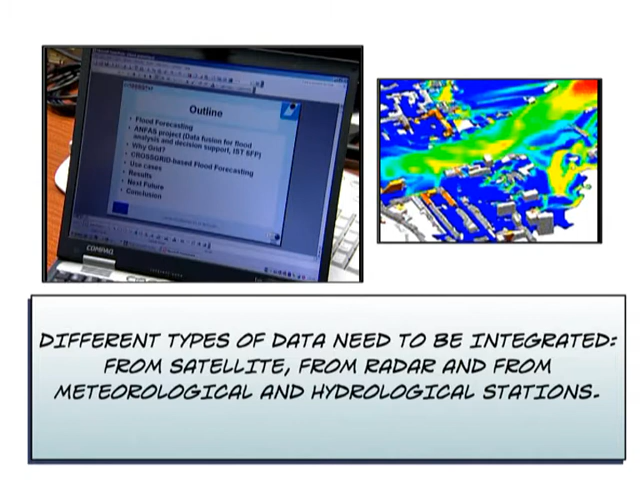 Outline
• Flood Forecasting
• ANFAS project (Data fusion for flood
analysis and decision support, IST 5FP)
• Why Grid?
• CROSSGRID-based Flood Forecasting
• Use cases
• Results
• Next Future
• Conclusion
COMPAQ
DIFFERENT TYPES OF DATA NEED TO BE INTEGRATED:
FROM SATELLITE, FROM RADAR AND FROM
METEOROLOGICAL AND HYDROLOGICAL STATIONS.